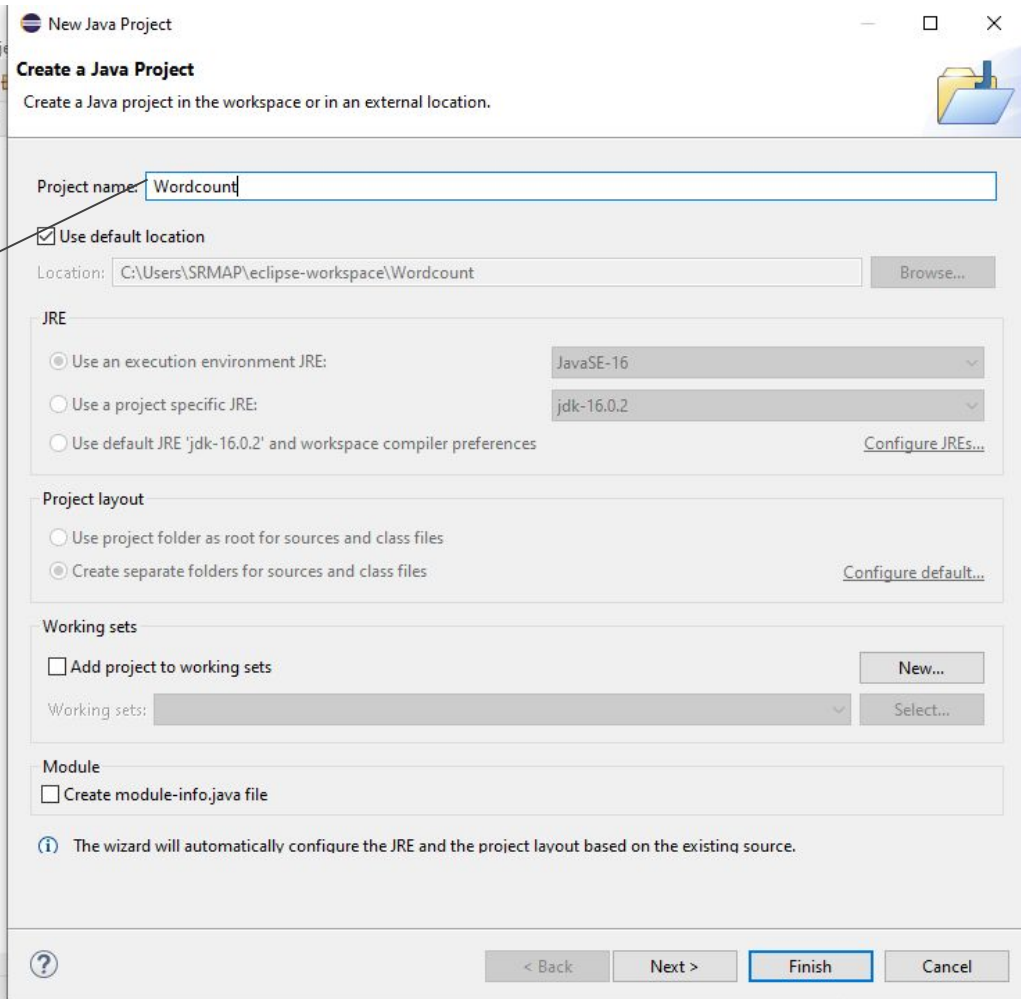 New Java Project
Create a Java Project
Create a Java project in the workspace or in an external location.
Project name: Wordcount
Use default location
Location: C:\Users\SRMAP\eclipse-workspace\Wordcount Browse...
JRE
Use an execution environment JRE: JavaSE-16
Use a project specific JRE: jdk-16.0.2
Use default JRE 'jdk-16.0.2' and workspace compiler preferences Configure JREs...
Project layout
Use project folder as root for sources and class files
Create separate folders for sources and class files Configure default...
Working sets
Add project to working sets New...
Working sets: Select...
Module
Create module-info.java file
The wizard will automatically configure the JRE and the project layout based on the existing source.
< Back Next > Finish Cancel